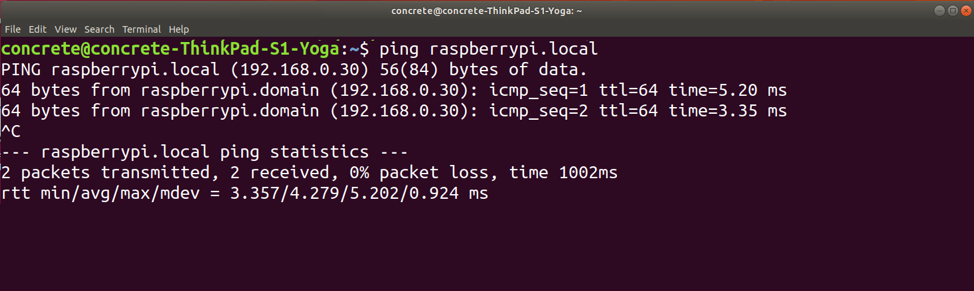 concrete@concrete-ThinkPad-S1-Yoga: ~
File Edit View Search Terminal Help
concrete@concrete-ThinkPad-S1-Yoga:~$ ping raspberrypi.local
PING raspberrypi.local (192.168.0.30) 56(84) bytes of data.
64 bytes from raspberrypi.domain (192.168.0.30): icmp_seq=1 ttl=64 time=5.20 ms
64 bytes from raspberrypi.domain (192.168.0.30): icmp_seq=2 ttl=64 time=3.35 ms
^C
--- raspberrypi.local ping statistics ---
2 packets transmitted, 2 received, 0% packet loss, time 1002ms
rtt min/avg/max/mdev = 3.357/4.279/5.202/0.924 ms